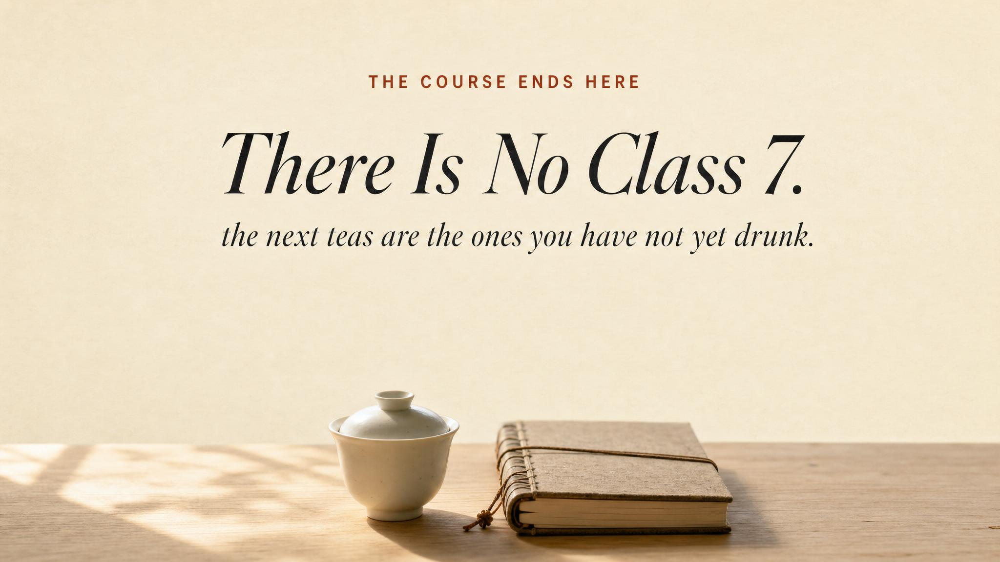 THE COURSE ENDS HERE
There Is No Class 7.
the next teas are the ones you have not yet drunk.